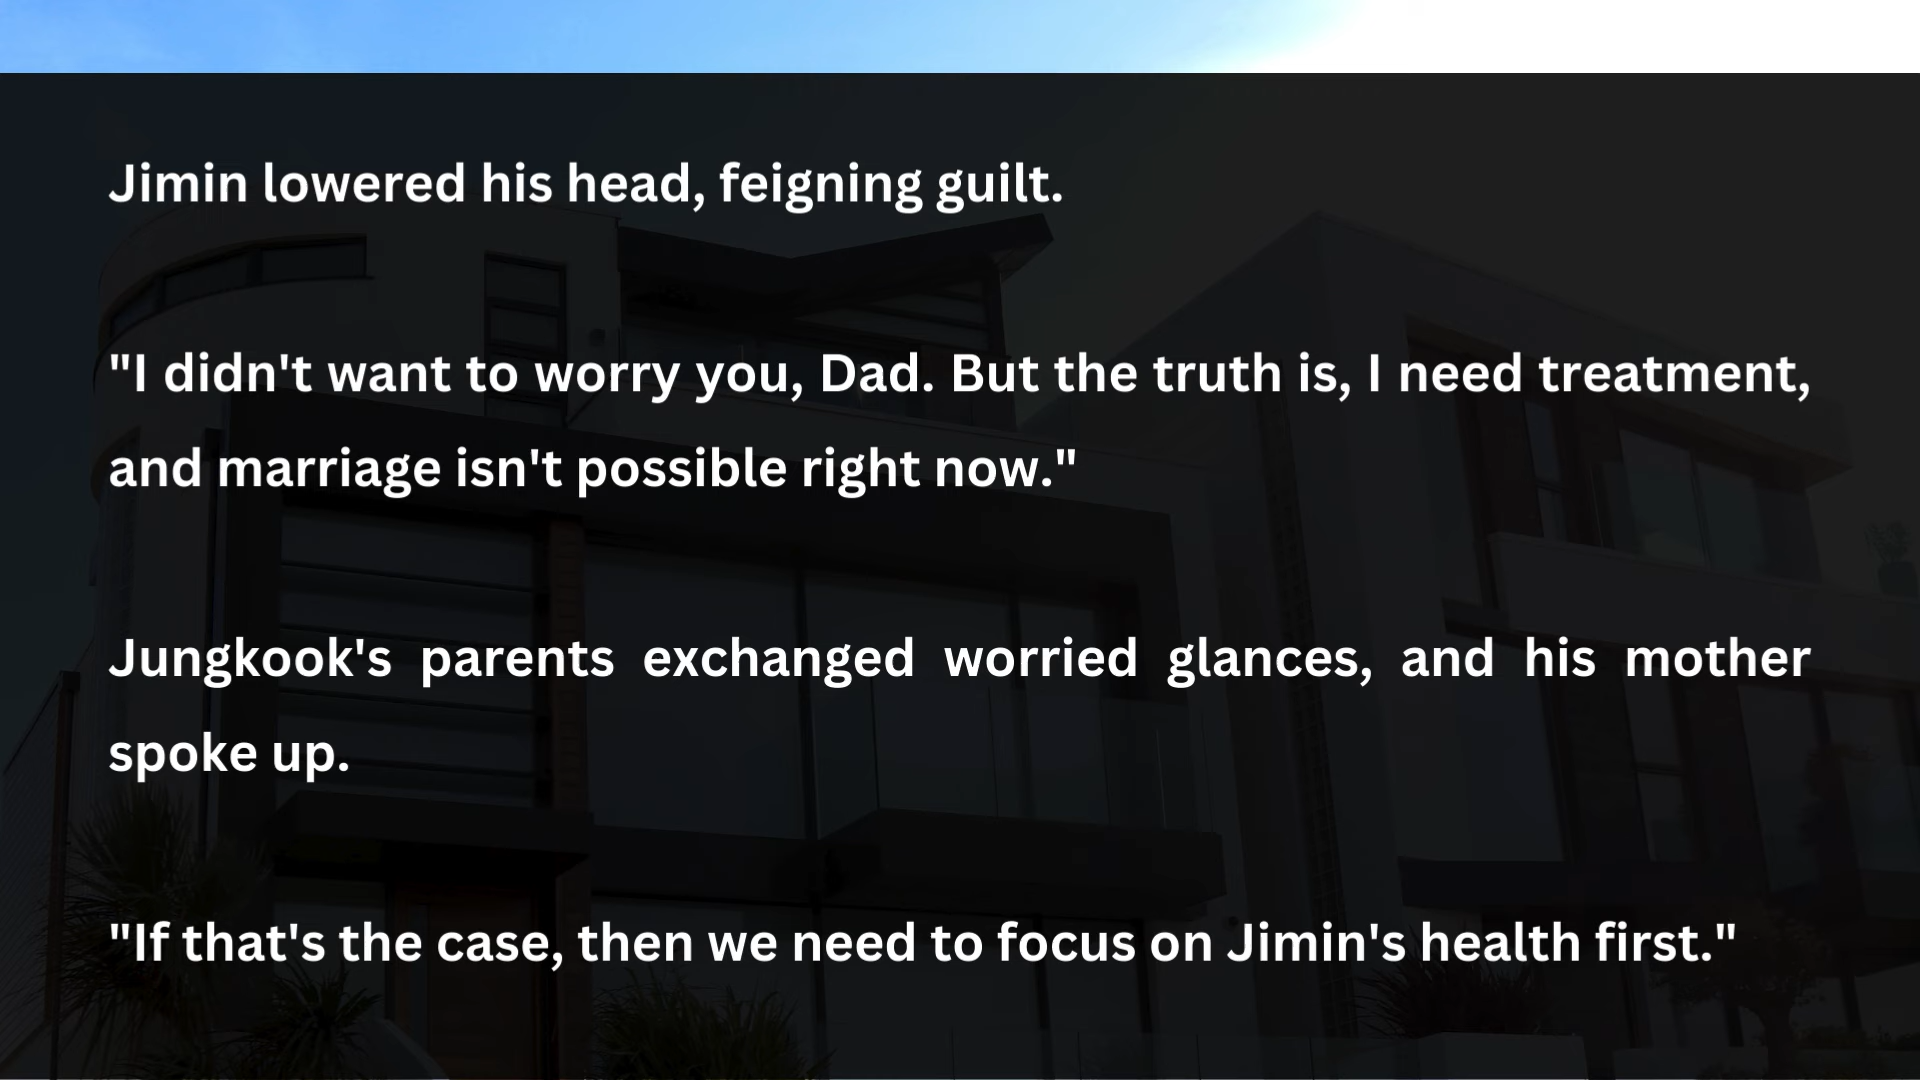 Jimin lowered his head, feigning guilt.
"I didn't want to worry you, Dad. But the truth is, I need treatment,
and marriage isn't possible right now."
Jungkook's parents exchanged worried glances, and his mother
spoke up.
"If that's the case, then we need to focus on Jimin's health first."